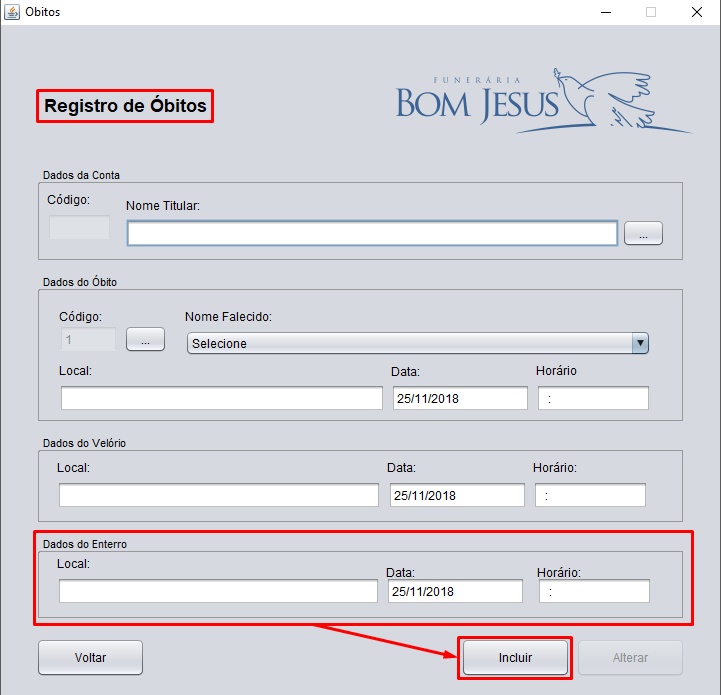 Obitos
FUNERÁRIA
BOM JESUS
Registro de Óbitos
Dados da Conta
Código:
Nome Titular:
...
Dados do Óbito
Código:
Nome Falecido:
1
...
Selecione
Local:
Data:
Horário
25/11/2018
:
Dados do Velório
Local:
Data:
Horário:
25/11/2018
:
Dados do Enterro
Local:
Data:
Horário:
25/11/2018
:
Voltar
Incluir
Alterar